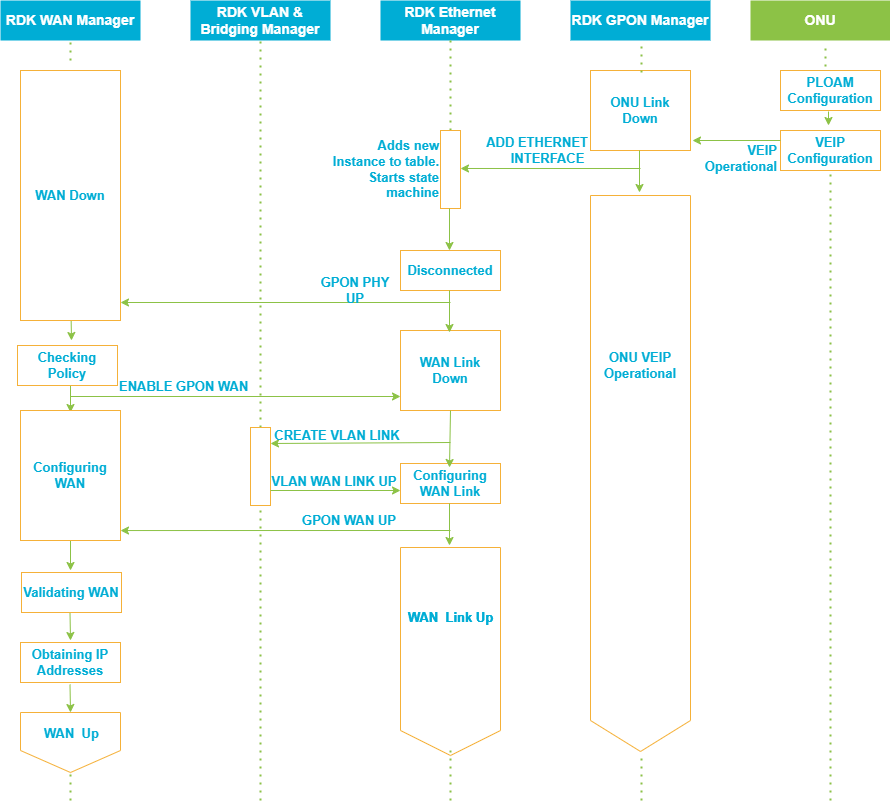 RDK WAN Manager
RDK VLAN &
Bridging Manager
RDK Ethernet
Manager
RDK GPON Manager
ONU
PLOAM
Configuration
ONU Link
Down
VEIP
Configuration
VEIP
Operational
ADD ETHERNET
INTERFACE
Adds new
Instance to table.
Starts state
machine
WAN Down
Disconnected
GPON PHY
UP
Checking
Policy
WAN Link
Down
ONU VEIP
Operational
ENABLE GPON WAN
CREATE VLAN LINK
Configuring
WAN
VLAN WAN LINK UP
Configuring
WAN Link
GPON WAN UP
Validating WAN
WAN Link Up
Obtaining IP
Addresses
WAN Up